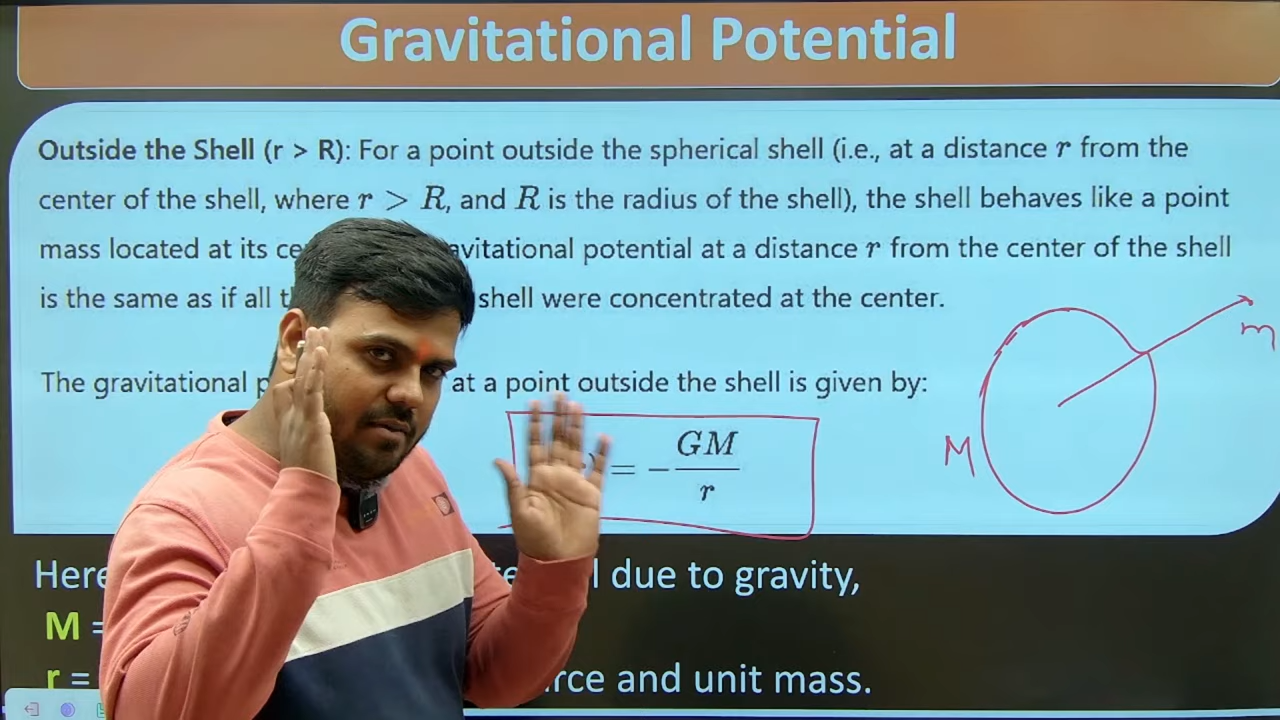 Gravitational Potential
Outside the Shell (r > R): For a point outside the spherical shell (i.e., at a distance r from the
center of the shell, where r > R, and R is the radius of the shell), the shell behaves like a point
mass located at its gravitational potential at a distance r from the center of the shell
is the same as if all shell were concentrated at the center.
The gravitational at a point outside the shell is given by:
= - GM / r
M
m
Here due to gravity,
M =
r = and unit mass.